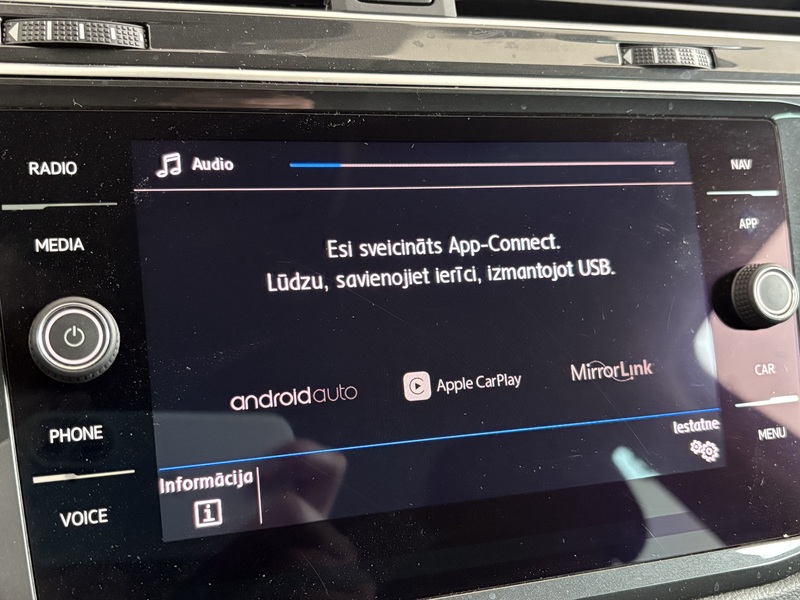 RADIO
MEDIA
PHONE
VOICE
Audio
Esi sveicināts App-Connect.
Lūdzu, savienojiet ierīci, izmantojot USB.
androidauto
Apple CarPlay
MirrorLink
Informācija
i
Iestatne
NAV
APP
CAR
MENU